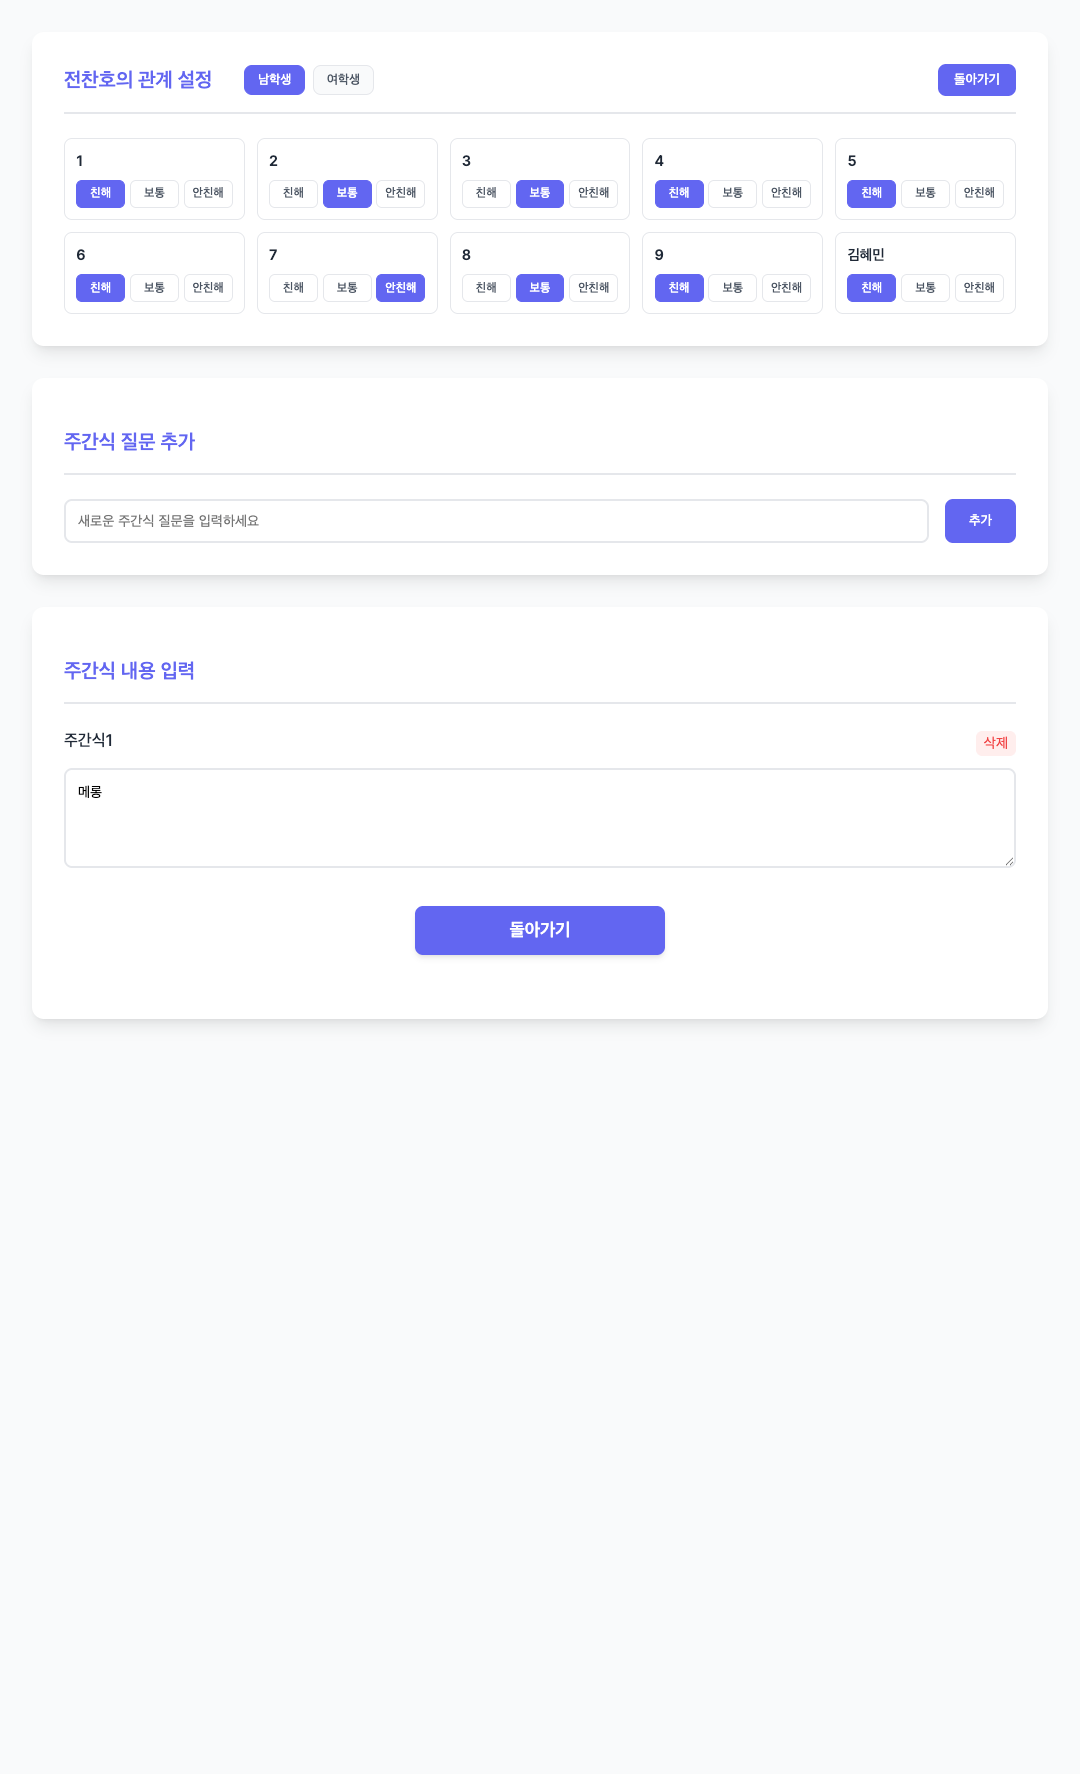 전찬호의 관계 설정 남학생 여학생 돌아가기
1 2 3 4 5
친해 보통 안친해 친해 보통 안친해 친해 보통 안친해 친해 보통 안친해 친해 보통 안친해
6 7 8 9 김혜민
친해 보통 안친해 친해 보통 안친해 친해 보통 안친해 친해 보통 안친해 친해 보통 안친해
주간식 질문 추가
새로운 주간식 질문을 입력하세요 추가
주간식 내용 입력
주간식1 삭제
메롱
돌아가기